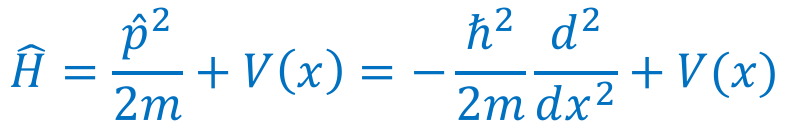 Ĥ = p̂²/2m + V(x) = −ℏ²/2m d²/dx² + V(x)